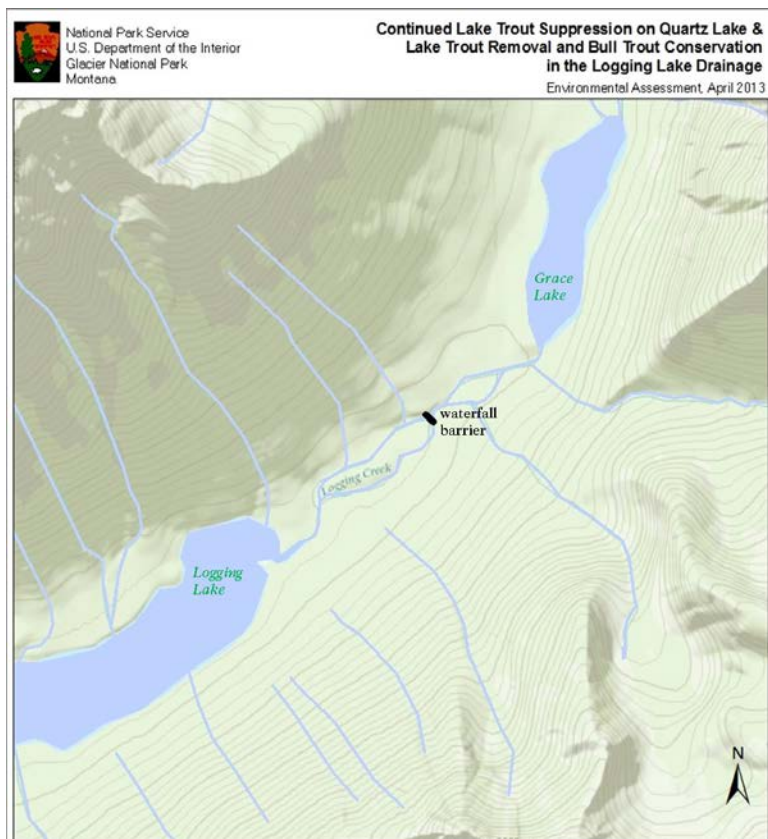 National Park Service
U.S. Department of the Interior
Glacier National Park
Montana
Continued Lake Trout Suppression on Quartz Lake &
Lake Trout Removal and Bull Trout Conservation
in the Logging Lake Drainage
Environmental Assessment, April 2013
Grace
Lake
waterfall
barrier
Logging Creek
Logging
Lake
N